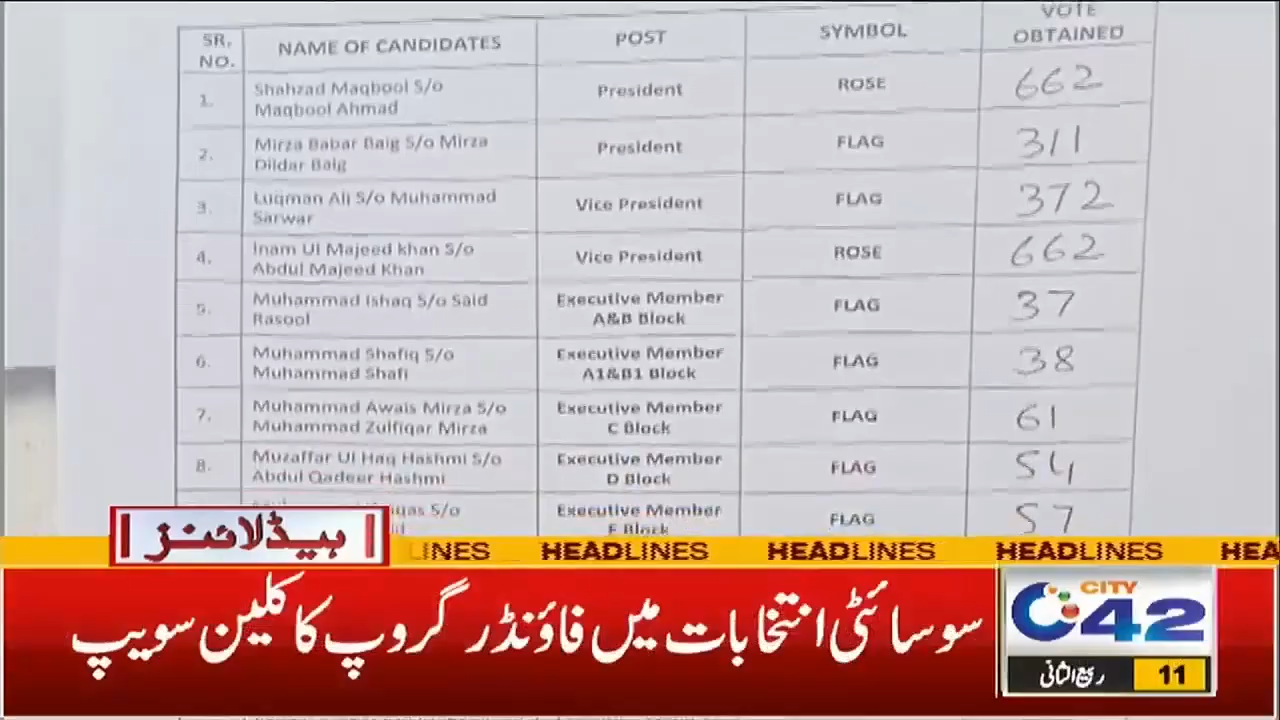 SR. NO.
NAME OF CANDIDATES
POST
SYMBOL
VOTE OBTAINED
1.
Shahzad Maqbool S/o
Maqbool Ahmad
President
ROSE
662
2.
Mirza Babar Baig S/o Mirza
Dildar Baig
President
FLAG
311
3.
Luqman Ali S/o Muhammad
Sarwar
Vice President
FLAG
372
4.
Inam Ul Majeed khan S/o
Abdul Majeed Khan
Vice President
ROSE
662
5.
Muhammad Ishaq S/o Said
Rasool
Executive Member
A&B Block
FLAG
37
6.
Muhammad Shafiq S/o
Muhammad Shafi
Executive Member
A1&B1 Block
FLAG
38
7.
Muhammad Awais Mirza S/o
Muhammad Zulfiqar Mirza
Executive Member
C Block
FLAG
61
8.
Muzaffar Ul Haq Hashmi S/o
Abdul Qadeer Hashmi
Executive Member
D Block
FLAG
54
S/o
Executive Member
Block
FLAG
57
ہیڈلائنز
LINES HEADLINES HEADLINES HEADLINES HEA
سوسائٹی انتخابات میں فاؤنڈر گروپ کا کلین سویپ
CITY
42
11 ربیع الثانی